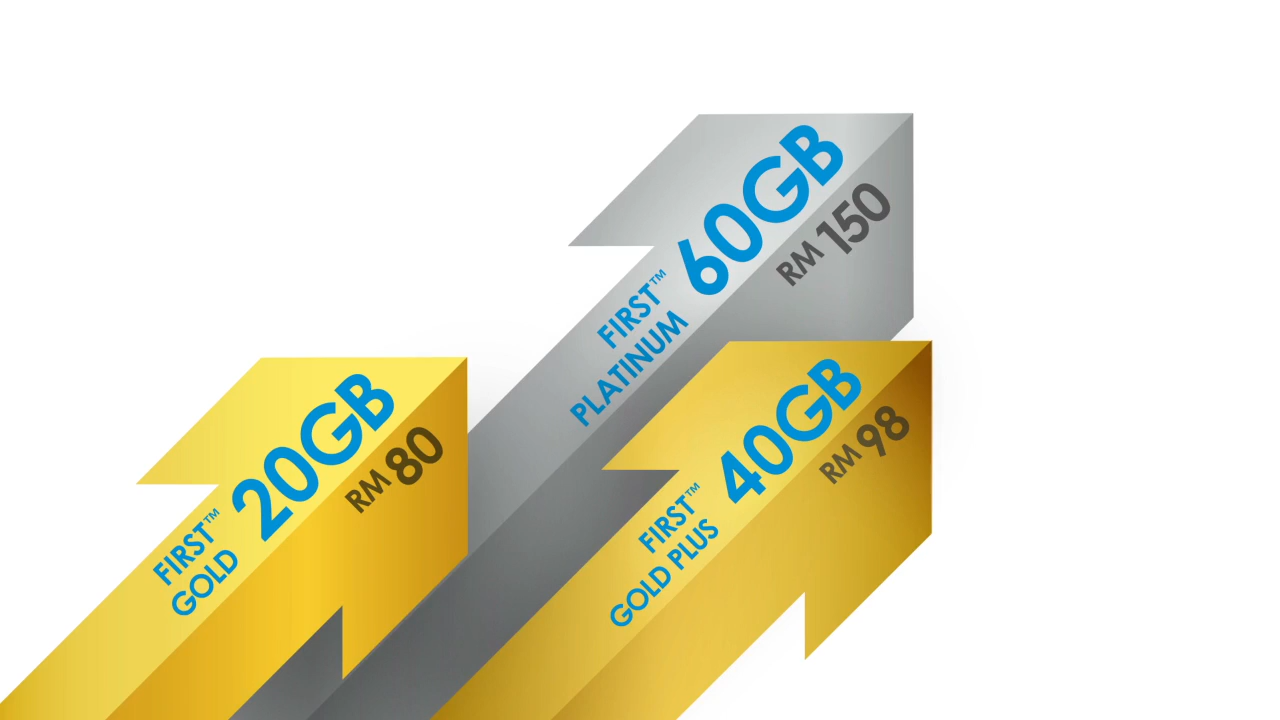 FIRST™
GOLD
20GB
RM 80
FIRST™
PLATINUM
60GB
RM 150
FIRST™
GOLD PLUS
40GB
RM 98